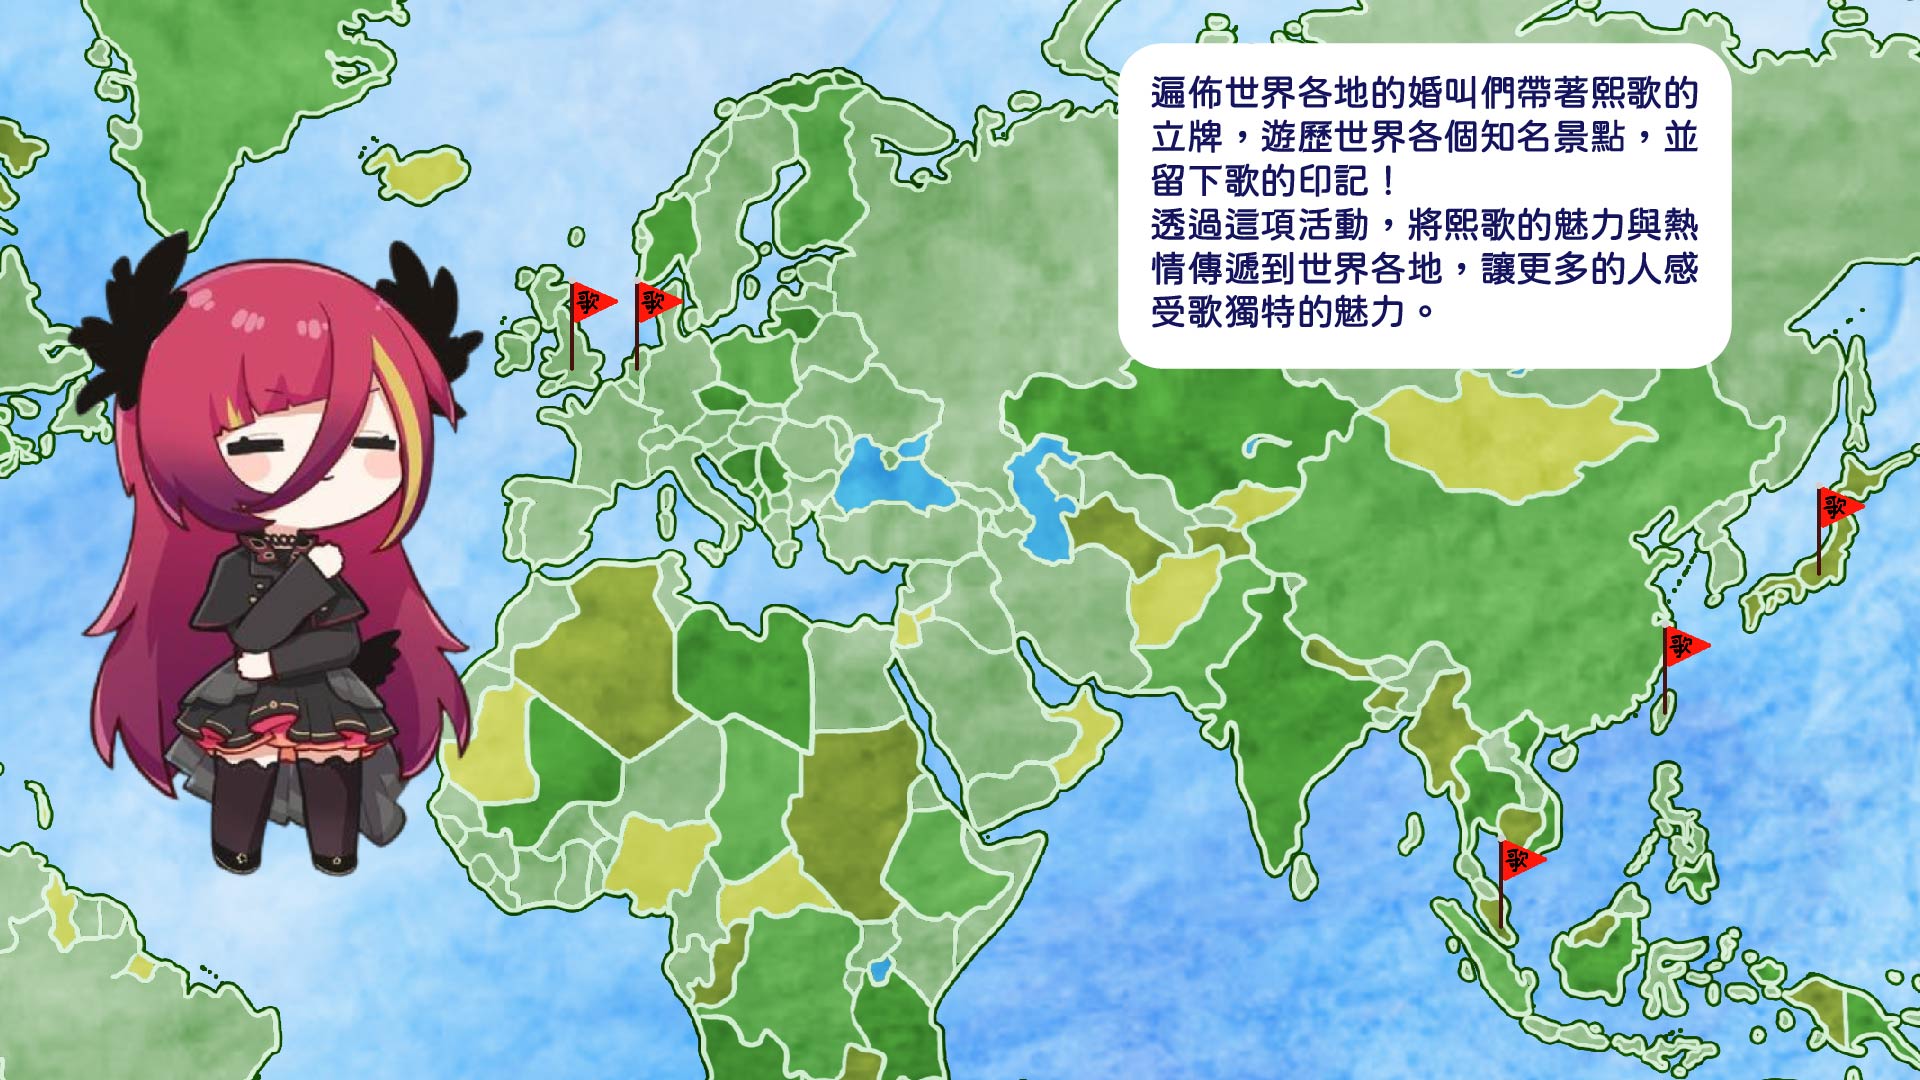 遍佈世界各地的婚叫們帶著熙歌的
立牌，遊歷世界各個知名景點，並
留下歌的印記！
透過這項活動，將熙歌的魅力與熱
情傳遞到世界各地，讓更多的人感
受歌獨特的魅力。
歌
歌
歌
歌
歌